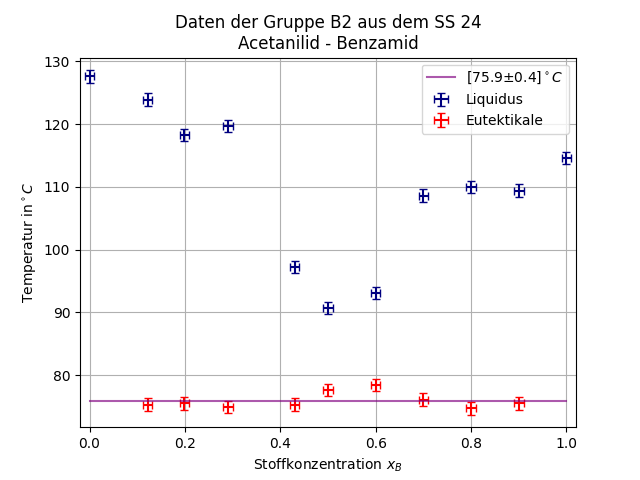 Daten der Gruppe B2 aus dem SS 24
Acetanilid - Benzamid
[75.9±0.4]°C
Liquidus
Eutektikale
Temperatur in°C
130
120
110
100
90
80
0.0 0.2 0.4 0.6 0.8 1.0
Stoffkonzentration x_B